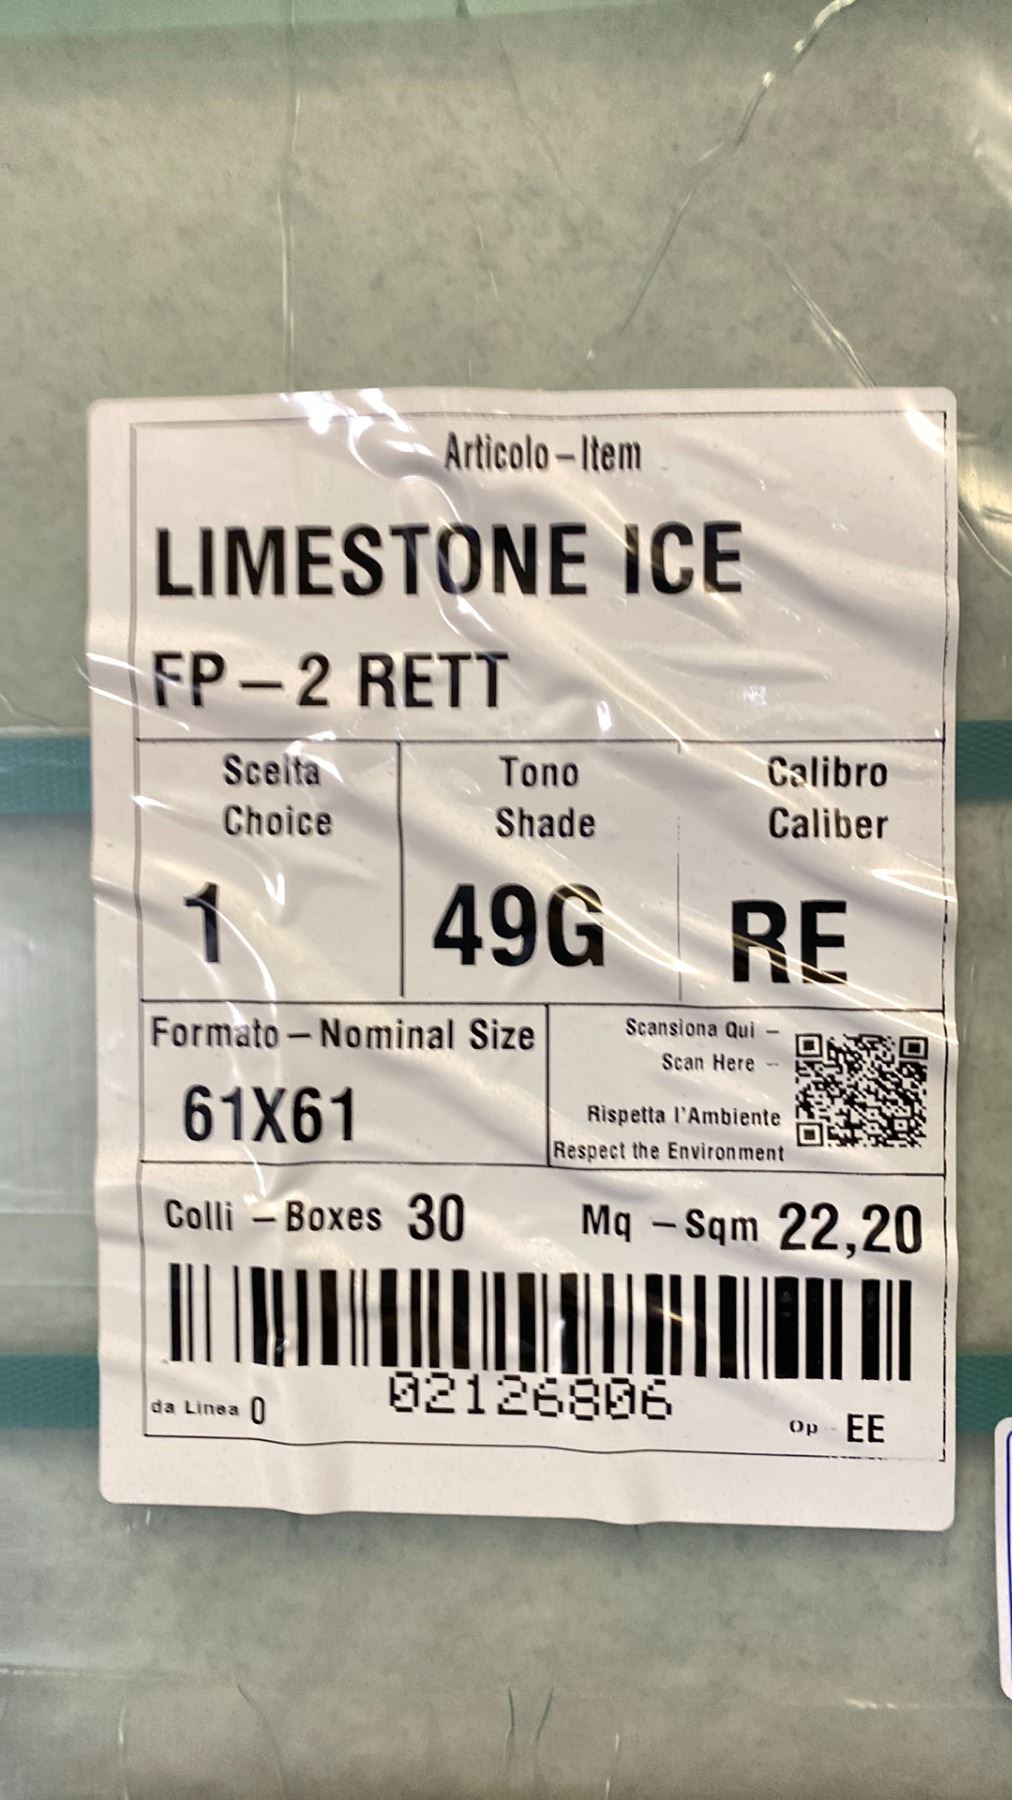 Articolo – Item
LIMESTONE ICE
FP – 2 RETT
Scelta
Choice
1
Tono
Shade
49G
Calibro
Caliber
RE
Formato – Nominal Size
61X61
Scansiona Qui –
Scan Here –
Rispetta l'Ambiente
Respect the Environment
Colli – Boxes 30
Mq – Sqm 22,20
02126806
da Linea 0
Op - EE